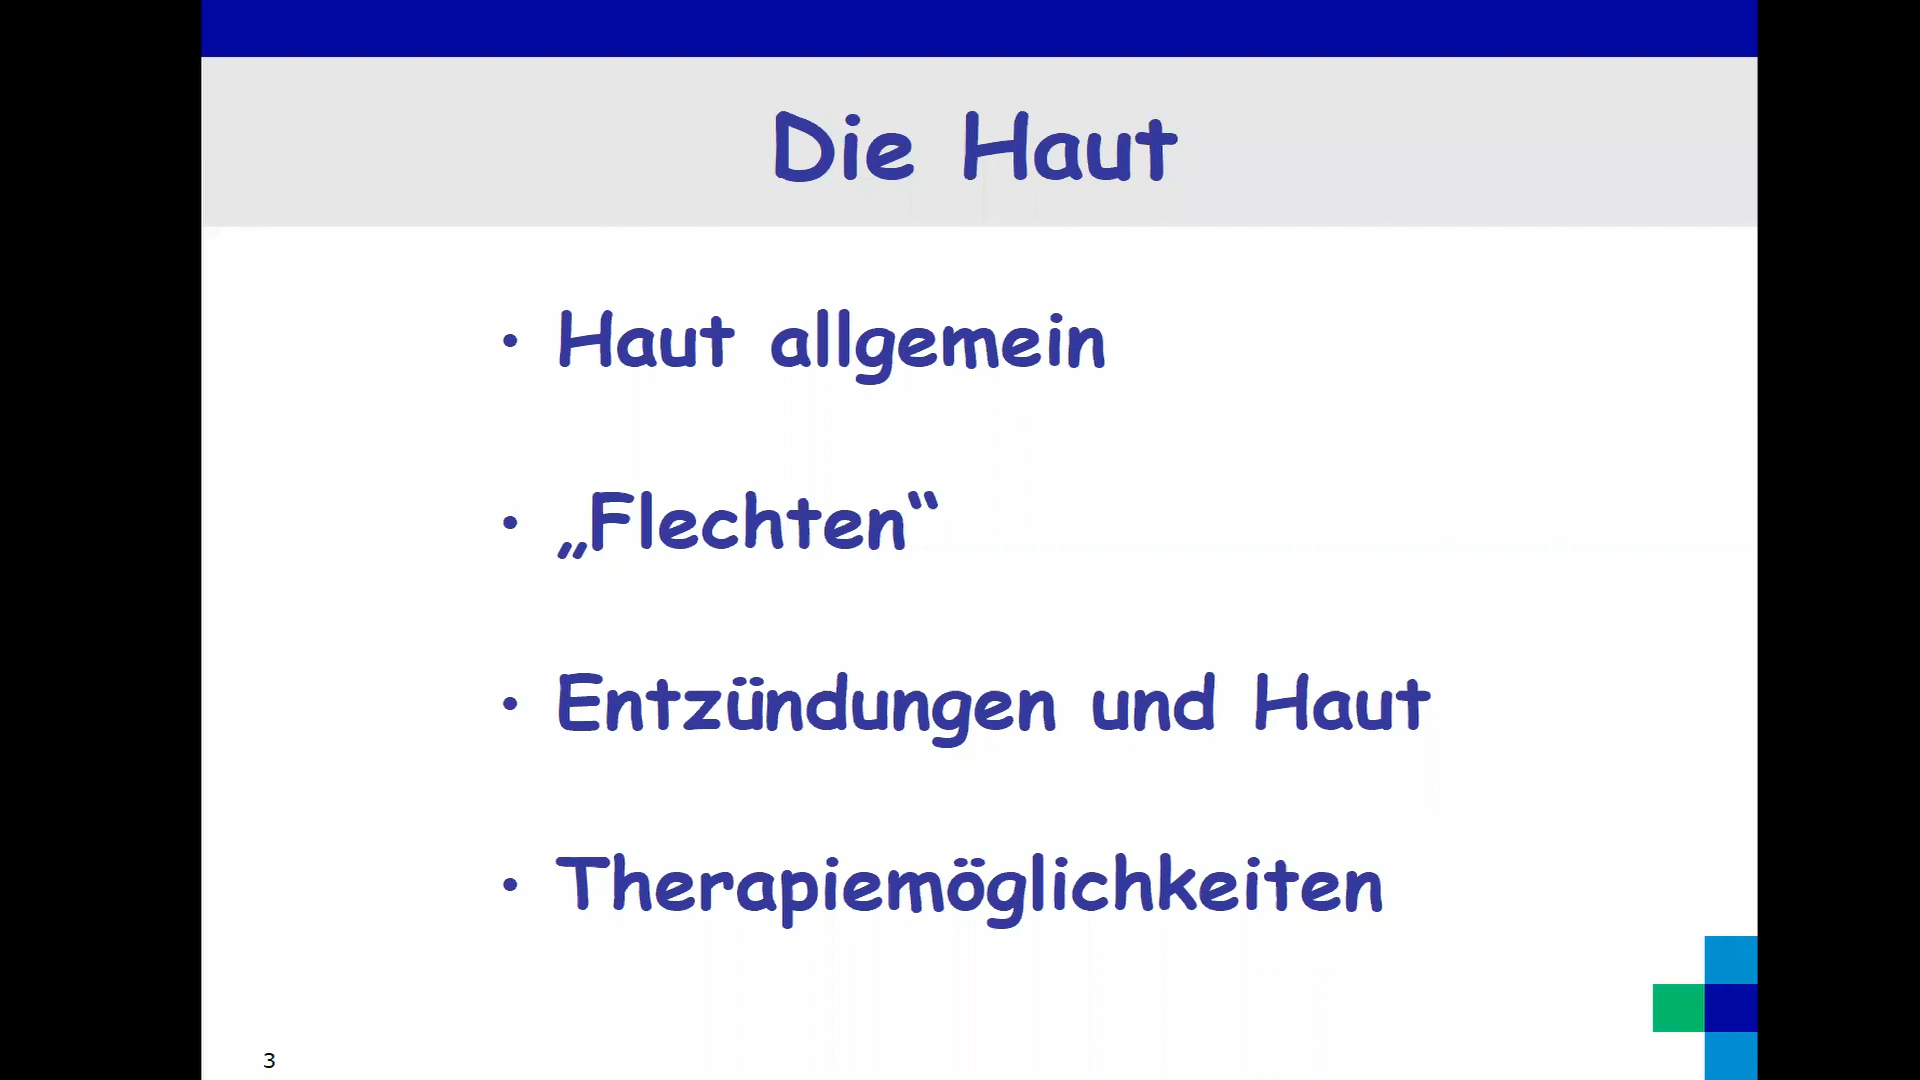 Die Haut
• Haut allgemein
• „Flechten“
• Entzündungen und Haut
• Therapiemöglichkeiten
3